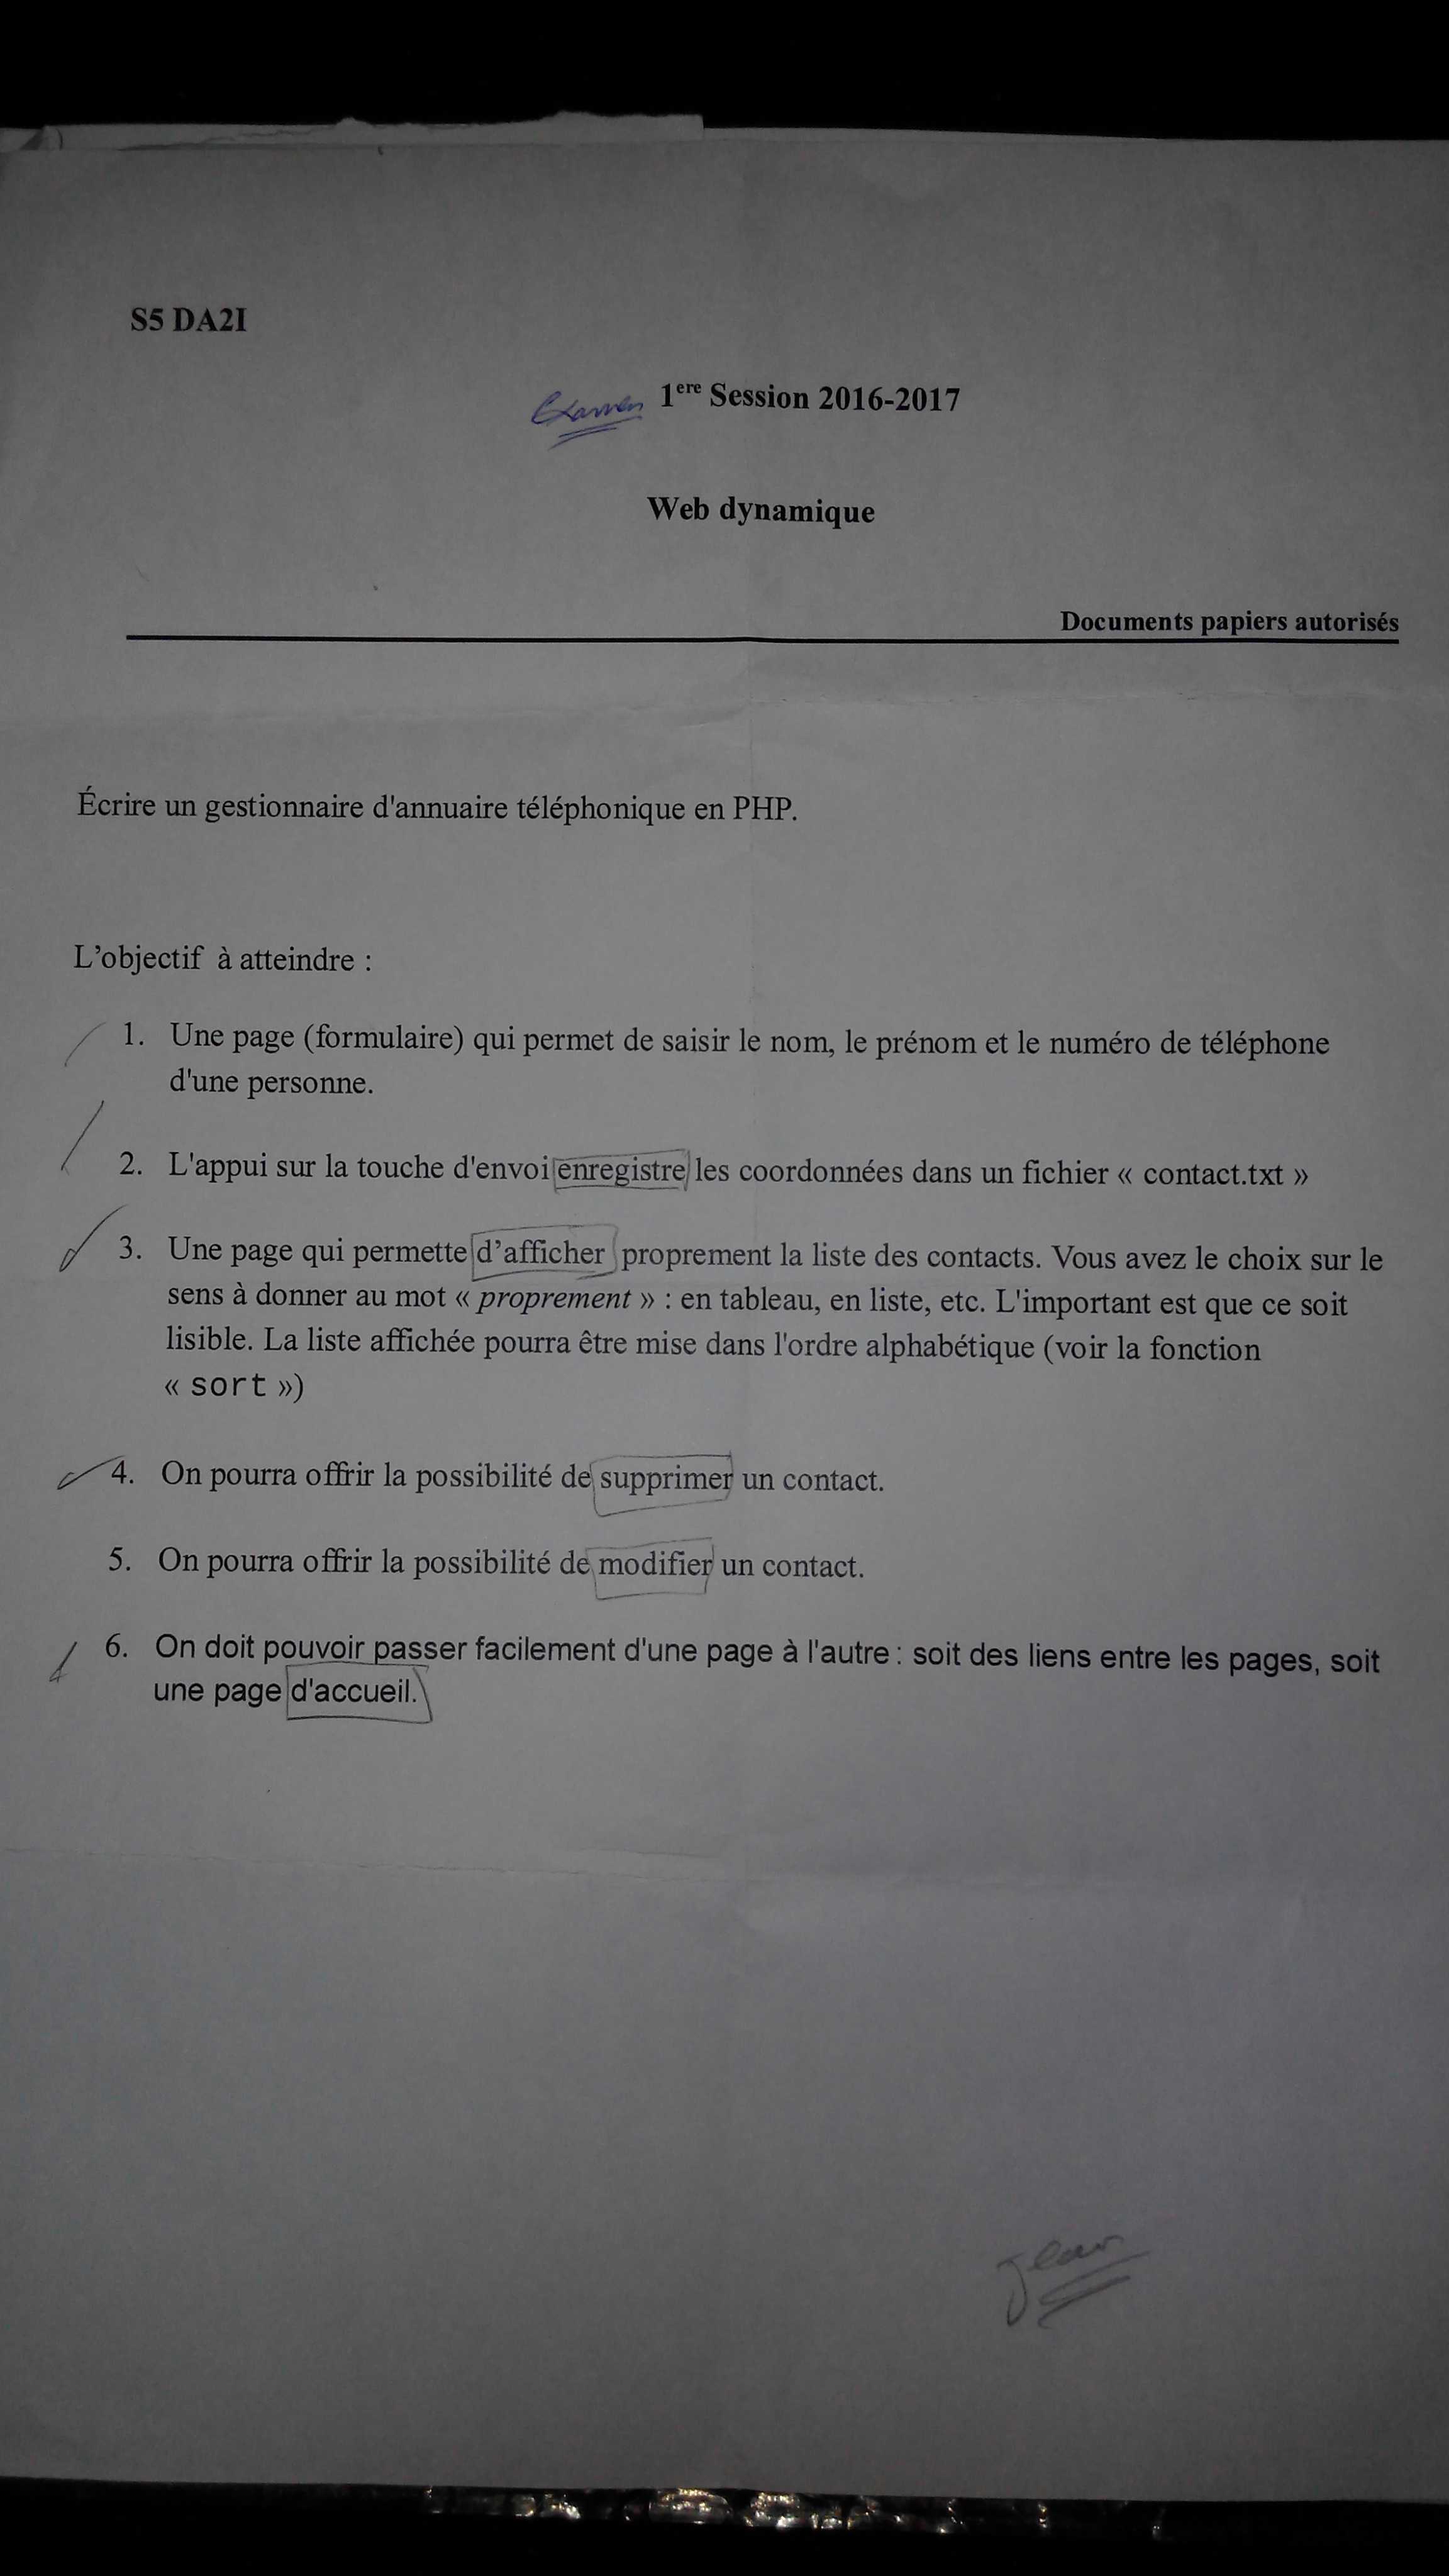 S5 DA2I
Examen 1ere Session 2016-2017
Web dynamique
Documents papiers autorisés
Écrire un gestionnaire d'annuaire téléphonique en PHP.
L’objectif à atteindre :
1. Une page (formulaire) qui permet de saisir le nom, le prénom et le numéro de téléphone
d'une personne.
2. L'appui sur la touche d'envoi enregistre les coordonnées dans un fichier « contact.txt »
3. Une page qui permette d’afficher proprement la liste des contacts. Vous avez le choix sur le
sens à donner au mot « proprement » : en tableau, en liste, etc. L'important est que ce soit
lisible. La liste affichée pourra être mise dans l'ordre alphabétique (voir la fonction
« sort »)
4. On pourra offrir la possibilité de supprimer un contact.
5. On pourra offrir la possibilité de modifier un contact.
6. On doit pouvoir passer facilement d'une page à l'autre : soit des liens entre les pages, soit
une page d'accueil.